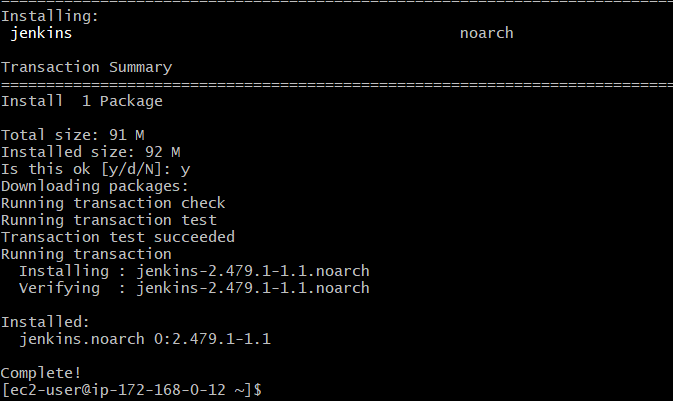 ================================================================================
Installing:
 jenkins                                           noarch
Transaction Summary
================================================================================
Install  1 Package
Total size: 91 M
Installed size: 92 M
Is this ok [y/d/N]: y
Downloading packages:
Running transaction check
Running transaction test
Transaction test succeeded
Running transaction
  Installing : jenkins-2.479.1-1.1.noarch
  Verifying  : jenkins-2.479.1-1.1.noarch
Installed:
  jenkins.noarch 0:2.479.1-1.1
Complete!
[ec2-user@ip-172-168-0-12 ~]$